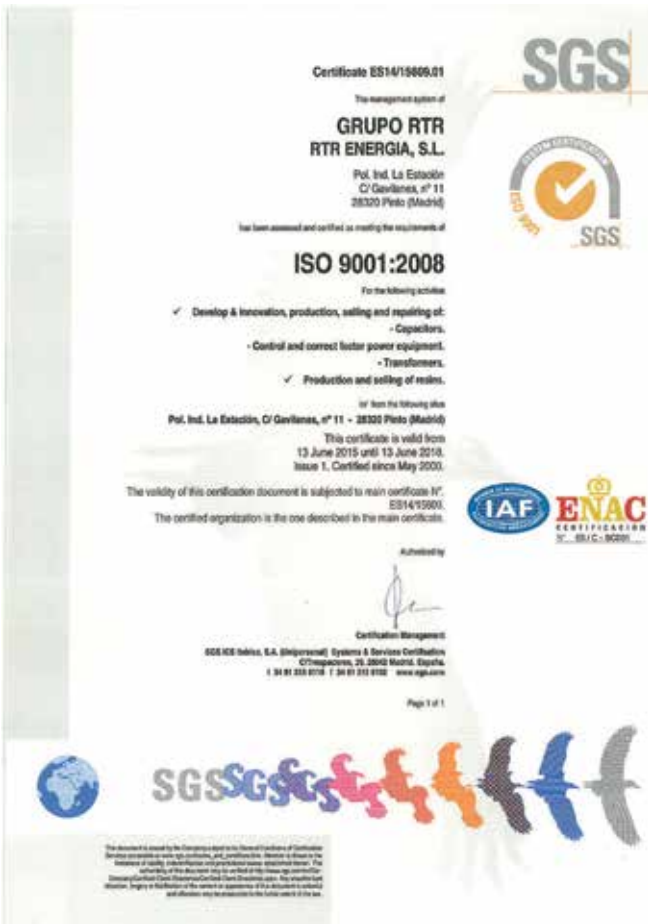 SGS
Certificate ES14/15609.01
The management system of
GRUPO RTR
RTR ENERGIA, S.L.
Pol. Ind. La Estación
C/ Gavilanes, nº 11
28320 Pinto (Madrid)
has been assessed and certified as meeting the requirements of
SYSTEM CERTIFICATION
ISO 9001
SGS
ISO 9001:2008
For the following activities
✓ Develop & innovation, production, selling and repairing of:
- Capacitors.
- Control and correct factor power equipment.
- Transformers.
✓ Production and selling of resins.
from the following sites
Pol. Ind. La Estación, C/ Gavilanes, nº 11 - 28320 Pinto (Madrid)
This certificate is valid from
13 June 2015 until 13 June 2018.
Issue 1. Certified since May 2000.
The validity of this certification document is subjected to main certificate Nº.
ES14/15609.
The certified organization is the one described in the main certificate.
IAF
ENAC
CERTIFICACIÓN
Authorised by
Certification Management
SGS ICS Ibérica, S.A. (Unipersonal) Systems & Services Certification
C/Trespaderne, 29. 28042 Madrid. España.
www.sgs.com
Page 1 of 1
SGSSGSSGS